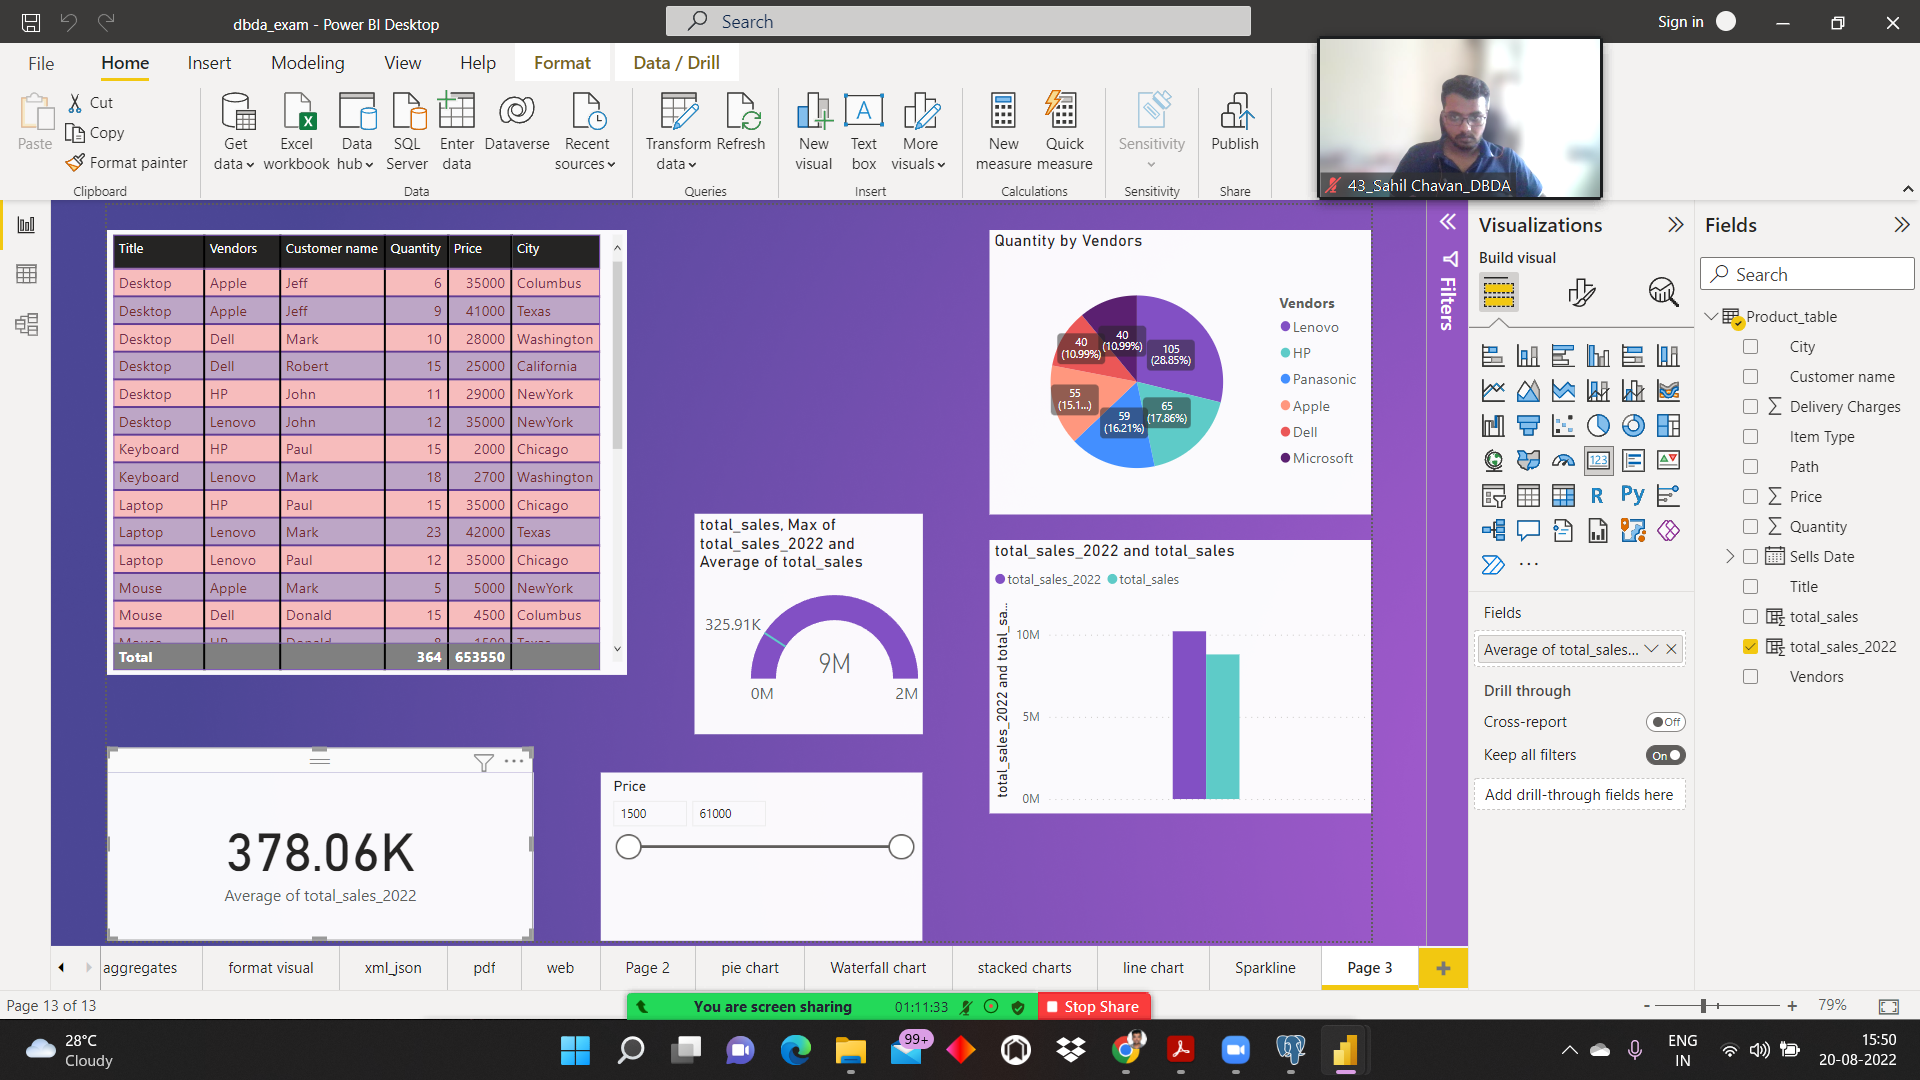 dbda_exam - Power BI Desktop
Search
Sign in
File
Home
Insert
Modeling
View
Help
Format
Data / Drill
Paste
Cut
Copy
Format painter
Clipboard
Get data
Excel workbook
Data hub
SQL Server
Enter data
Dataverse
Recent sources
Data
Transform data
Refresh
Queries
New visual
Text box
More visuals
Insert
New measure
Quick measure
Calculations
Sensitivity
Sensitivity
Publish
Share
43_Sahil Chavan_DBDA
Title Vendors Customer name Quantity Price City
Desktop Apple Jeff 6 35000 Columbus
Desktop Apple Jeff 9 41000 Texas
Desktop Dell Mark 10 28000 Washington
Desktop Dell Robert 15 25000 California
Desktop HP John 11 29000 NewYork
Desktop Lenovo John 12 35000 NewYork
Keyboard HP Paul 15 2000 Chicago
Keyboard Lenovo Mark 18 2700 Washington
Laptop HP Paul 15 35000 Chicago
Laptop Lenovo Mark 23 42000 Texas
Laptop Lenovo Paul 12 35000 Chicago
Mouse Apple Mark 5 5000 NewYork
Mouse Dell Donald 15 4500 Columbus
Mouse HP Donald 8 1500 Texas
Total 364 653550
Quantity by Vendors
40
(10.99%)
40
(10.99%)
105
(28.85%)
55
(15.1...)
59
(16.21%)
65
(17.86%)
Vendors
Lenovo
HP
Panasonic
Apple
Dell
Microsoft
total_sales, Max of
total_sales_2022 and
Average of total_sales
325.91K
9M
0M
2M
total_sales_2022 and total_sales
total_sales_2022 total_sales
total_sales_2022 and total_sa...
10M
5M
0M
378.06K
Average of total_sales_2022
Price
1500
61000
Filters
Visualizations
Build visual
123
R
Py
...
Fields
Average of total_sales...
Drill through
Cross-report
Off
Keep all filters
On
Add drill-through fields here
Fields
Search
Product_table
City
Customer name
Delivery Charges
Item Type
Path
Price
Quantity
Sells Date
Title
total_sales
total_sales_2022
Vendors
aggregates
format visual
xml_json
pdf
web
Page 2
pie chart
Waterfall chart
stacked charts
line chart
Sparkline
Page 3
+
Page 13 of 13
You are screen sharing
01:11:33
Stop Share
- + 79%
28°C
Cloudy
99+
ENG
IN
15:50
20-08-2022